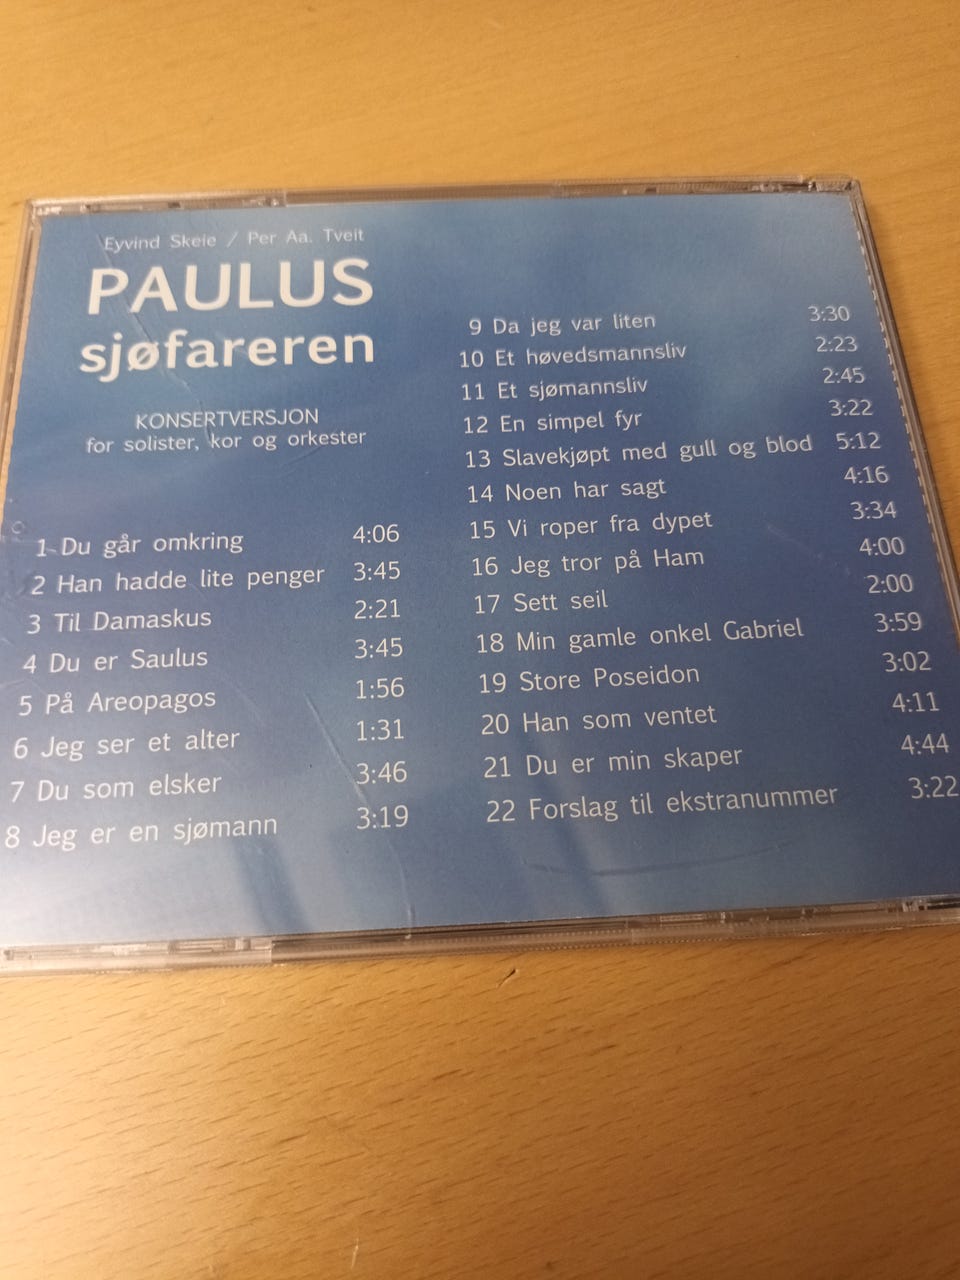 Eyvind Skeie / Per Aa. Tveit
PAULUS
sjøfareren
KONSERTVERSJON
for solister, kor og orkester
1 Du går omkring 4:06
2 Han hadde lite penger 3:45
3 Til Damaskus 2:21
4 Du er Saulus 3:45
5 På Areopagos 1:56
6 Jeg ser et alter 1:31
7 Du som elsker 3:46
8 Jeg er en sjømann 3:19
9 Da jeg var liten 3:30
10 Et høvedsmannsliv 2:23
11 Et sjømannsliv 2:45
12 En simpel fyr 3:22
13 Slavekjøpt med gull og blod 5:12
14 Noen har sagt 4:16
15 Vi roper fra dypet 3:34
16 Jeg tror på Ham 4:00
17 Sett seil 2:00
18 Min gamle onkel Gabriel 3:59
19 Store Poseidon 3:02
20 Han som ventet 4:11
21 Du er min skaper 4:44
22 Forslag til ekstranummer 3:22